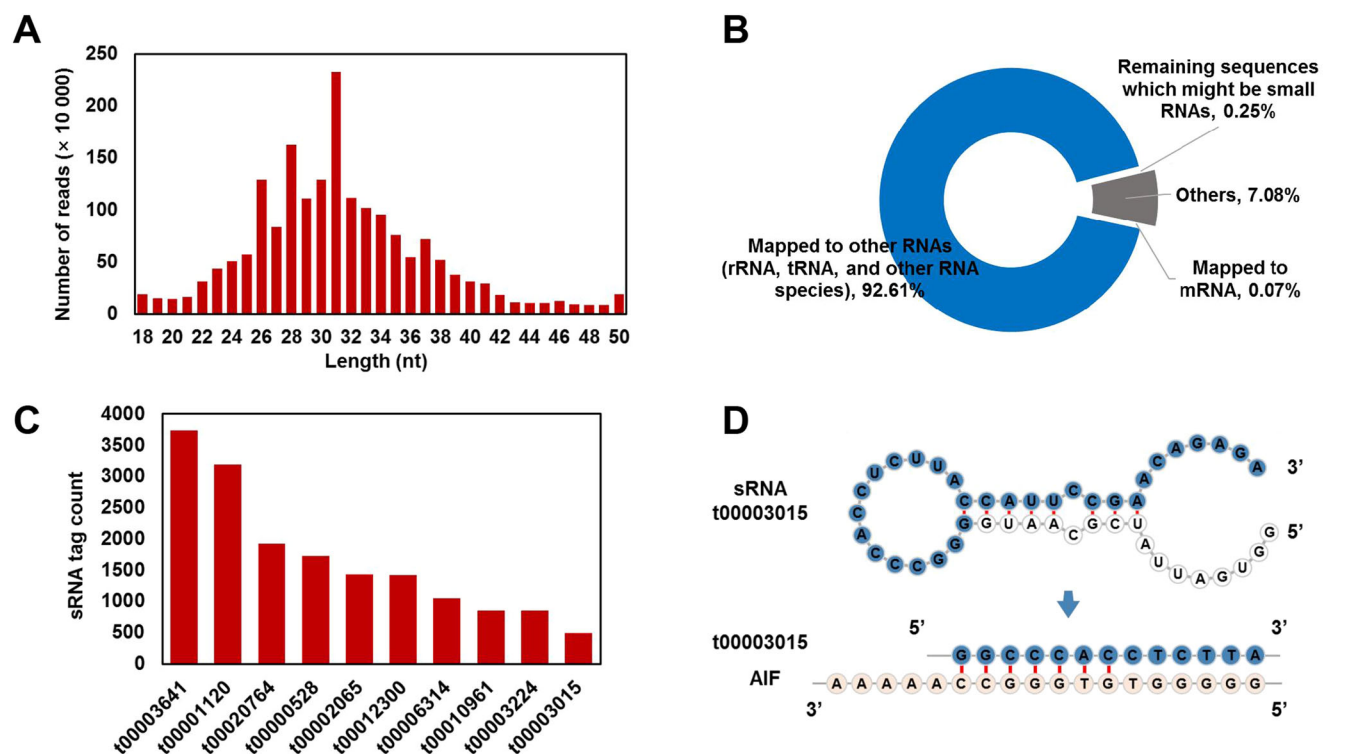 A
250
200
150
100
50
0
Number of reads (× 10 000)
18 20 22 24 26 28 30 32 34 36 38 40 42 44 46 48 50
Length (nt)
B
Remaining sequences
which might be small
RNAs, 0.25%
Others, 7.08%
Mapped to
mRNA, 0.07%
Mapped to other RNAs
(rRNA, tRNA, and other RNA
species), 92.61%
C
4000
3500
3000
2500
2000
1500
1000
500
0
sRNA tag count
t00003641
t00001120
t00020764
t00000528
t00002065
t00012300
t00006314
t00010961
t00003224
t00003015
D
sRNA
t00003015
G G U G A U U A U C G C A A U G G G G C C C A C C U C U U A C C A U U C C G A A C A G A G A
3’
5’
5’ 3’
t00003015
G G C C C A C C T C T T A
AIF
A A A A A C C G G G T G T G G G G G
3’ 5’